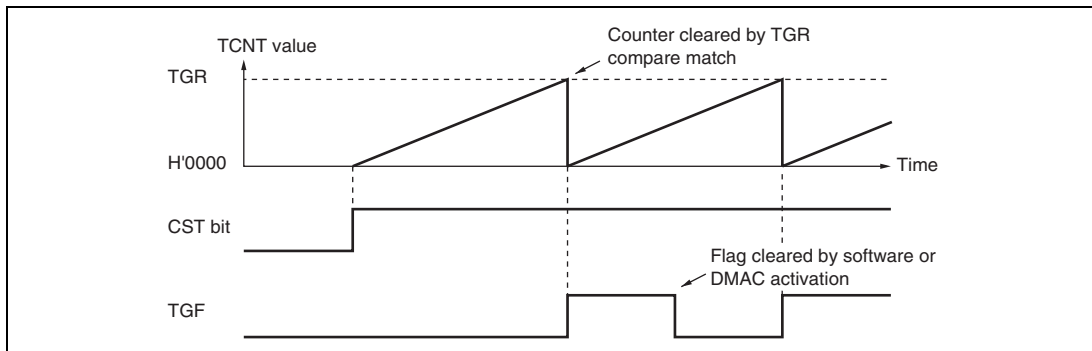 Counter cleared by TGR
compare match
TCNT value
TGR
H'0000
Time
CST bit
Flag cleared by software or
DMAC activation
TGF